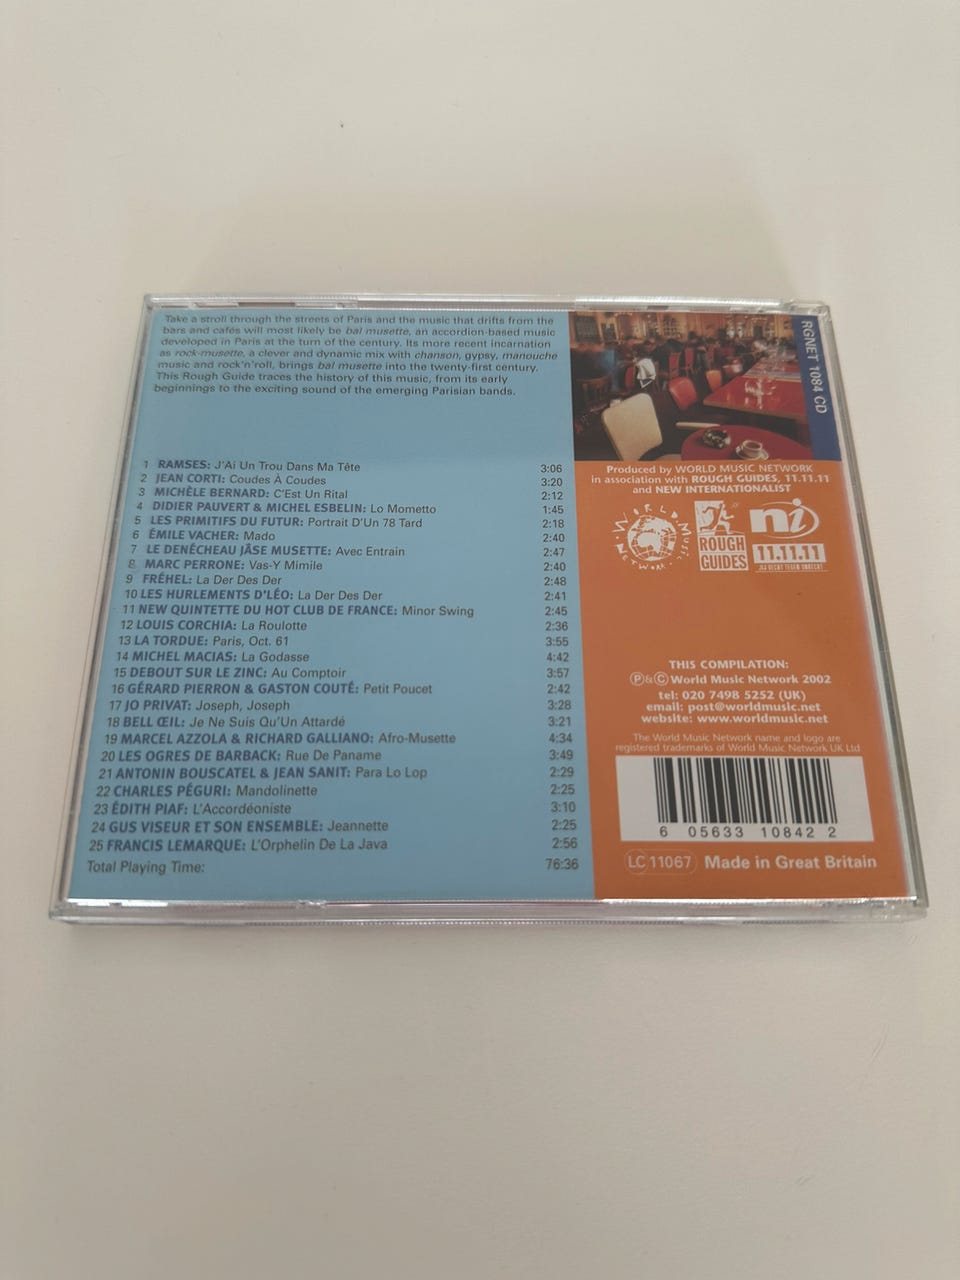 Take a stroll through the streets of Paris and the music that drifts from the
bars and cafés will most likely be bal musette, an accordion-based music
developed in Paris at the turn of the century. Its more recent incarnation
as rock-musette, a clever and dynamic mix with chanson, gypsy, manouche
music and rock'n'roll, brings bal musette into the twenty-first century.
This Rough Guide traces the history of this music, from its early
beginnings to the exciting sound of the emerging Parisian bands.
1 RAMSES: J'Ai Un Trou Dans Ma Tête 3:06
2 JEAN CORTI: Coudes À Coudes 3:20
3 MICHÈLE BERNARD: C'Est Un Rital 2:12
4 DIDIER PAUVERT & MICHEL ESBELIN: Lo Mometto 1:45
5 LES PRIMITIFS DU FUTUR: Portrait D'Un 78 Tard 2:18
6 ÉMILE VACHER: Mado 2:40
7 LE DENÉCHEAU JÂSE MUSETTE: Avec Entrain 2:47
8 MARC PERRONE: Vas-Y Mimile 2:40
9 FRÉHEL: La Der Des Der 2:48
10 LES HURLEMENTS D'LÉO: La Der Des Der 2:41
11 NEW QUINTETTE DU HOT CLUB DE FRANCE: Minor Swing 2:45
12 LOUIS CORCHIA: La Roulotte 2:36
13 LA TORDUE: Paris, Oct. 61 3:55
14 MICHEL MACIAS: La Godasse 4:42
15 DEBOUT SUR LE ZINC: Au Comptoir 3:57
16 GÉRARD PIERRON & GASTON COUTÉ: Petit Poucet 2:42
17 JO PRIVAT: Joseph, Joseph 3:28
18 BELL ŒIL: Je Ne Suis Qu'Un Attardé 3:21
19 MARCEL AZZOLA & RICHARD GALLIANO: Afro-Musette 4:34
20 LES OGRES DE BARBACK: Rue De Paname 3:49
21 ANTONIN BOUSCATEL & JEAN SANIT: Para Lo Lop 2:29
22 CHARLES PÉGURI: Mandolinette 2:25
23 ÉDITH PIAF: L'Accordéoniste 3:10
24 GUS VISEUR ET SON ENSEMBLE: Jeannette 2:25
25 FRANCIS LEMARQUE: L'Orphelin De La Java 2:56
Total Playing Time: 76:36
RGNET 1084 CD
Produced by WORLD MUSIC NETWORK
in association with ROUGH GUIDES, 11.11.11
and NEW INTERNATIONALIST
WORLD MUSIC NETWORK
ROUGH
GUIDES
ni
11.11.11
THIS COMPILATION:
Ⓟ&© World Music Network 2002
tel: 020 7498 5252 (UK)
email: post@worldmusic.net
website: www.worldmusic.net
The World Music Network name and logo are
registered trademarks of World Music Network UK Ltd
6 05633 10842 2
LC 11067 Made in Great Britain